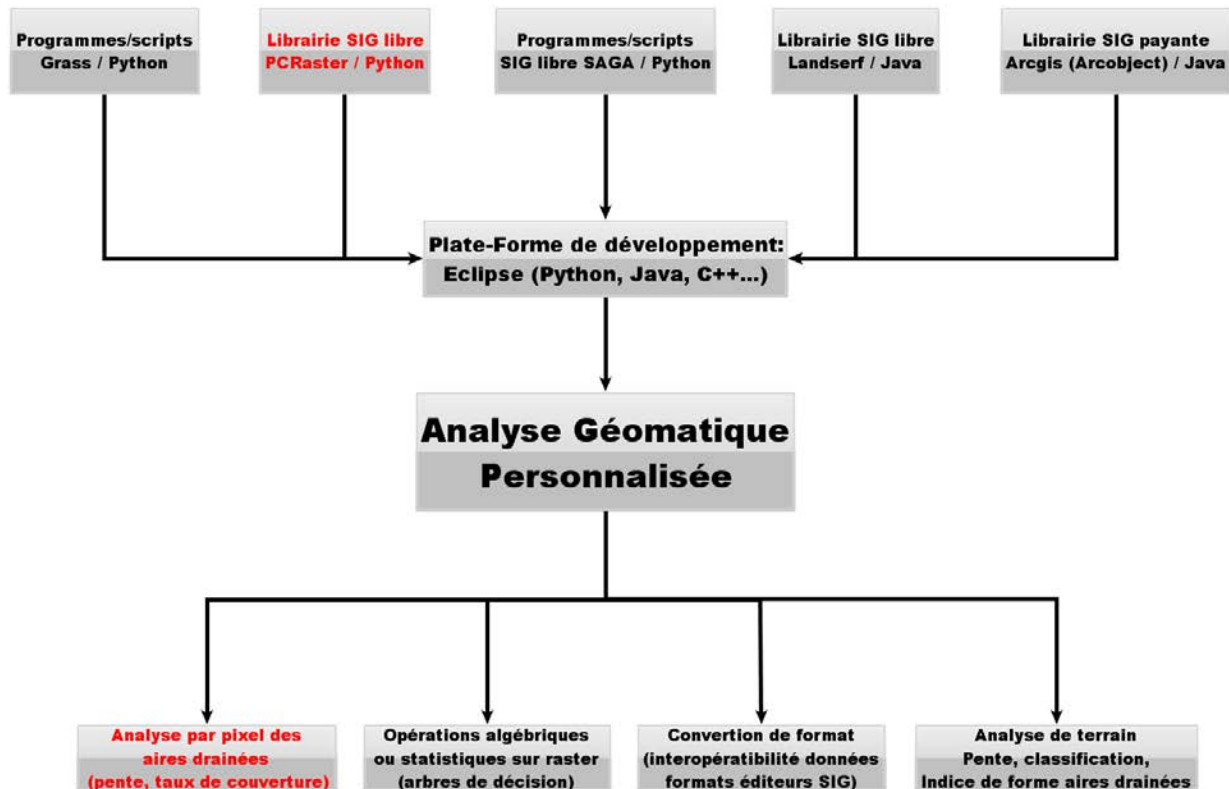 Programmes/scripts
Grass / Python
Librairie SIG libre
PCRaster / Python
Programmes/scripts
SIG libre SAGA / Python
Librairie SIG libre
Landserf / Java
Librairie SIG payante
Arcgis (Arcobject) / Java
Plate-Forme de développement:
Eclipse (Python, Java, C++...)
Analyse Géomatique
Personnalisée
Analyse par pixel des
aires drainées
(pente, taux de couverture)
Opérations algébriques
ou statistiques sur raster
(arbres de décision)
Convertion de format
(interopératibilité données
formats éditeurs SIG)
Analyse de terrain
Pente, classification,
Indice de forme aires drainées